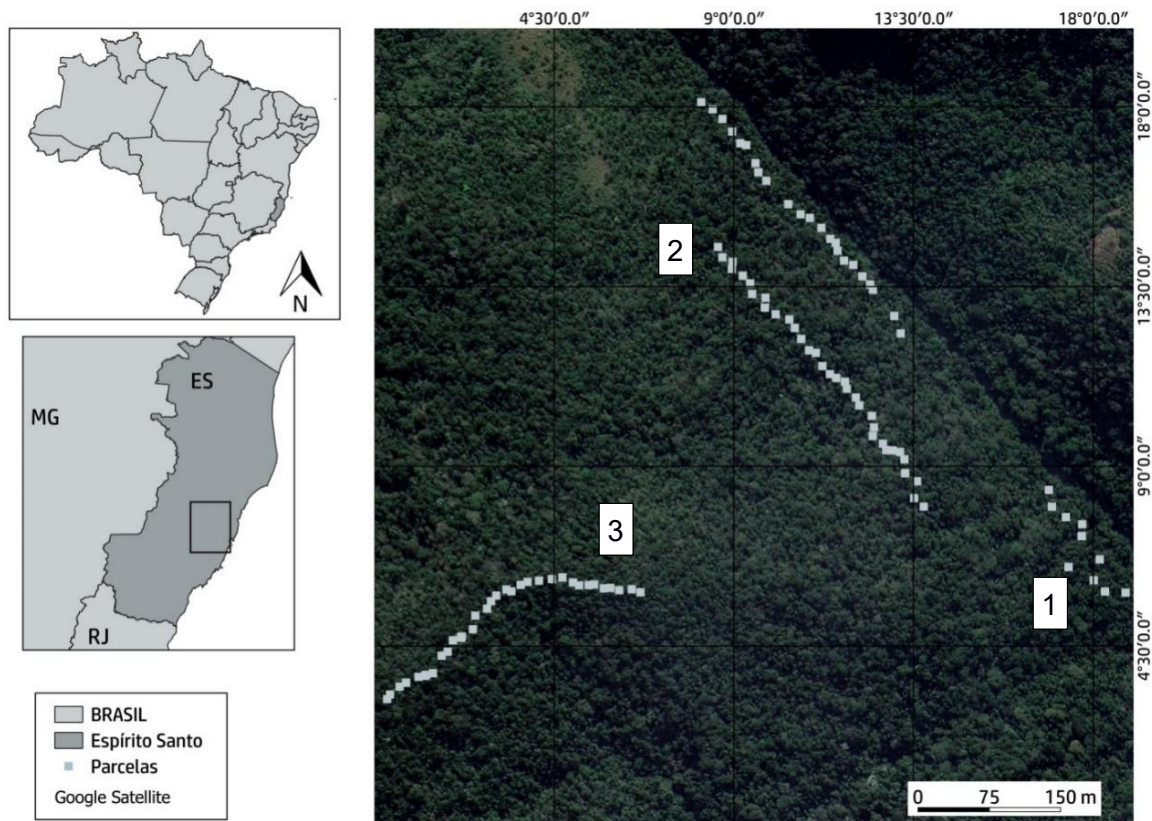 4°30′0.0″ 9°0′0.0″ 13°30′0.0″ 18°0′0.0″
N
MG
ES
RJ
BRASIL
Espírito Santo
Parcelas
Google Satellite
2
3
1
18°0′0.0″
13°30′0.0″
9°0′0.0″
4°30′0.0″
0 75 150 m